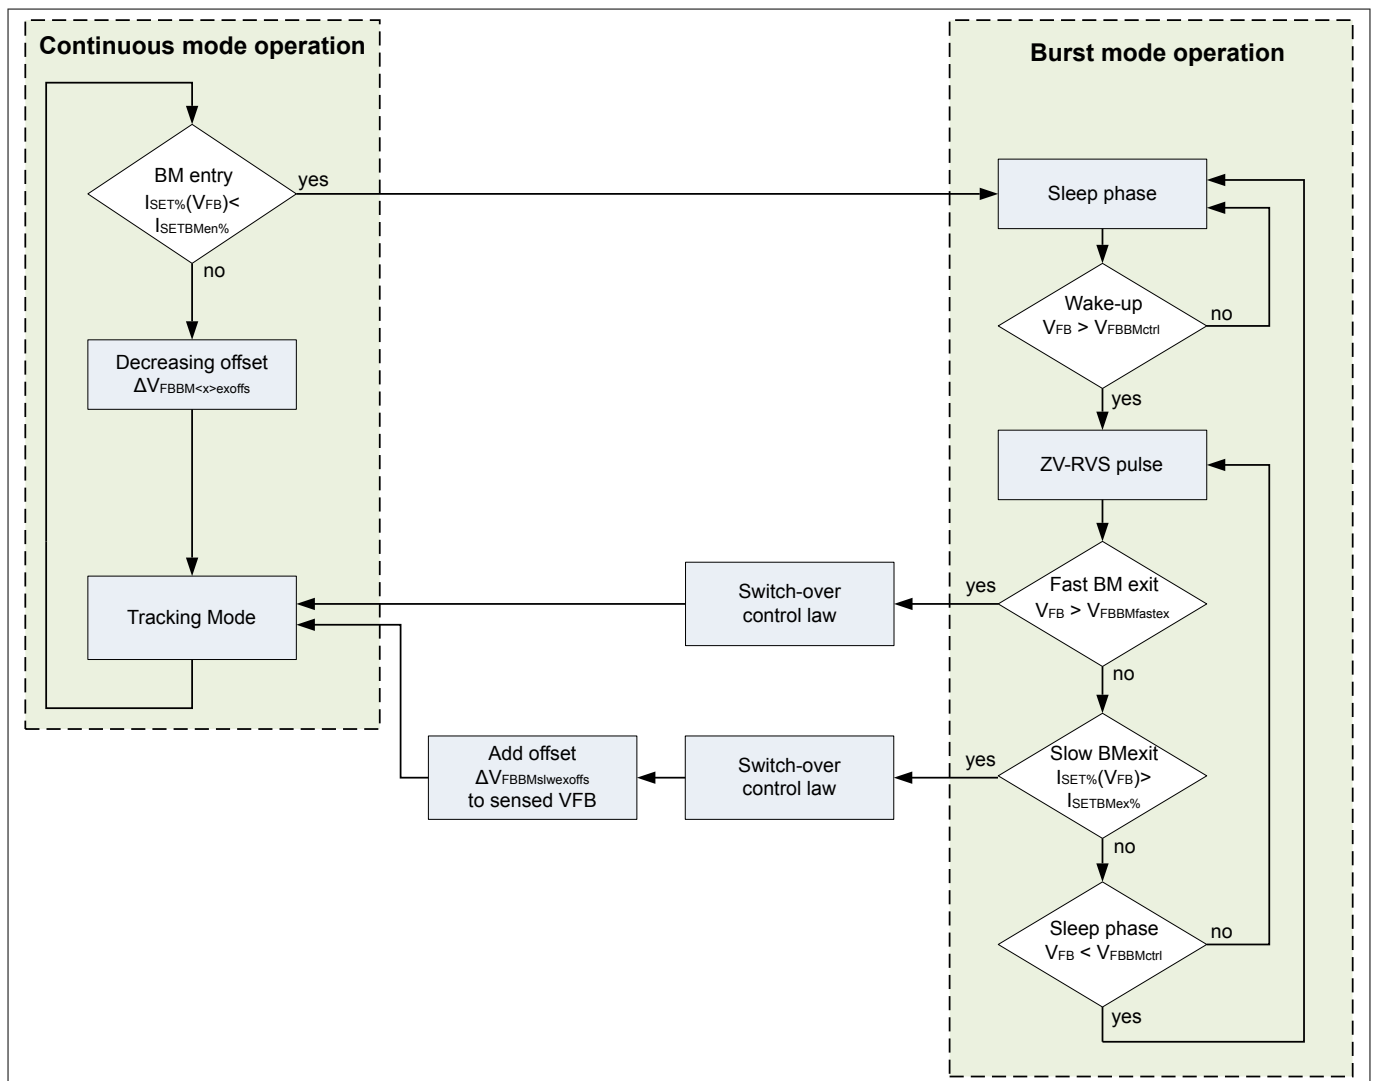 Continuous mode operation
BM entry
ISET%(VFB)<
ISETBMen%
yes
no
Decreasing offset
ΔVFBBM<x>exoffs
Tracking Mode
Switch-over
control law
Add offset
ΔVFBBMslwexoffs
to sensed VFB
Switch-over
control law
Burst mode operation
Sleep phase
Wake-up
VFB > VFBBMctrl
no
yes
ZV-RVS pulse
Fast BM exit
VFB > VFBBMfastex
yes
no
Slow BMexit
ISET%(VFB)>
ISETBMex%
yes
no
Sleep phase
VFB < VFBBMctrl
no
yes